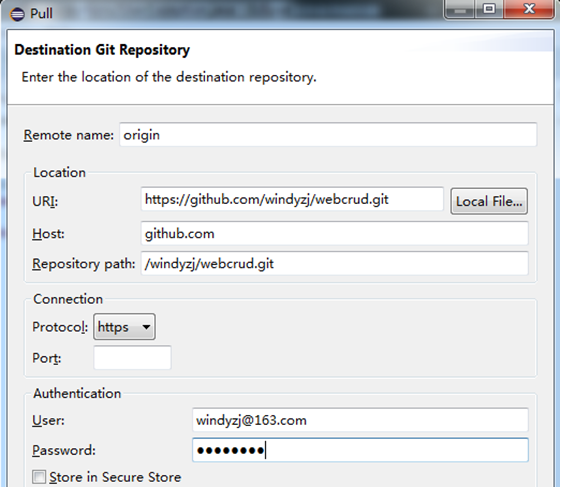 Pull
Destination Git Repository
Enter the location of the destination repository.
Remote name: origin
Location
URI: https://github.com/windyzj/webcrud.git Local File...
Host: github.com
Repository path: /windyzj/webcrud.git
Connection
Protocol: https
Port:
Authentication
User: windyzj@163.com
Password: ●●●●●●●●
Store in Secure Store